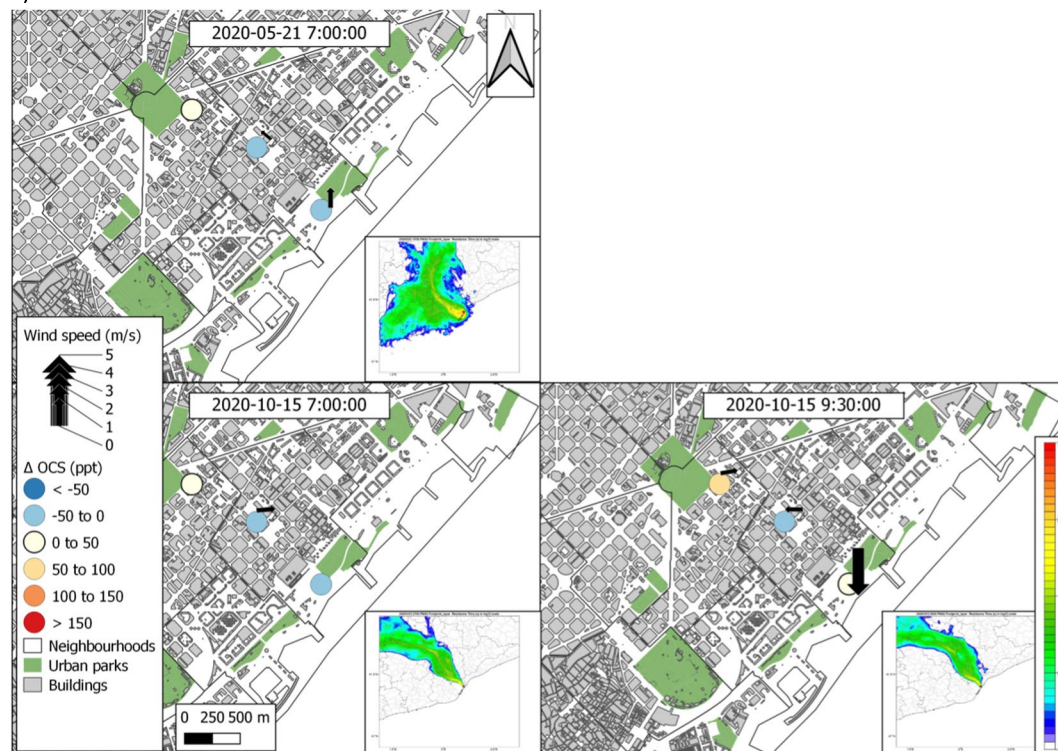 2020-05-21 7:00:00
N
Wind speed (m/s)
5
4
3
2
1
0
Δ OCS (ppt)
< -50
-50 to 0
0 to 50
50 to 100
100 to 150
> 150
Neighbourhoods
Urban parks
Buildings
2020-10-15 7:00:00
0 250 500 m
2020-10-15 9:30:00